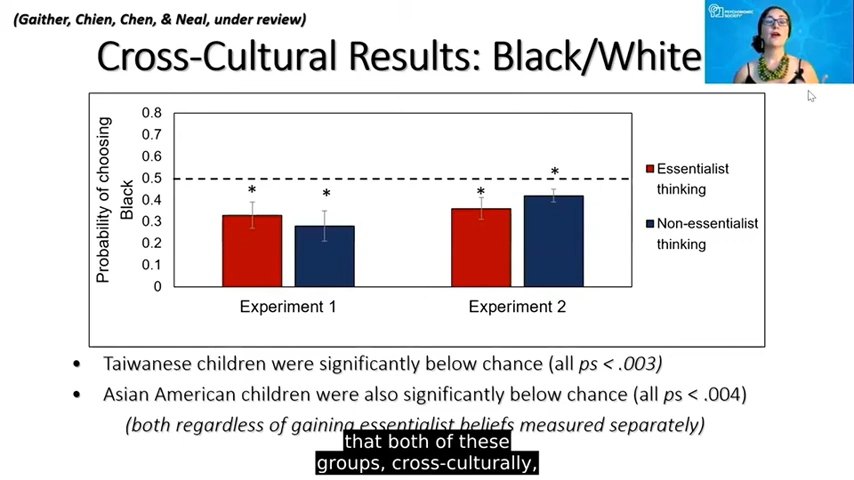 (Gaither, Chien, Chen, & Neal, under review)
PSYCHONOMIC
SOCIETY
Cross-Cultural Results: Black/White
Probability of choosing
Black
0.8
0.7
0.6
0.5
0.4
0.3
0.2
0.1
0
* * * *
Experiment 1 Experiment 2
Essentialist
thinking
Non-essentialist
thinking
• Taiwanese children were significantly below chance (all ps < .003)
• Asian American children were also significantly below chance (all ps < .004)
(both regardless of gaining essentialist beliefs measured separately)
that both of these
groups, cross-culturally,